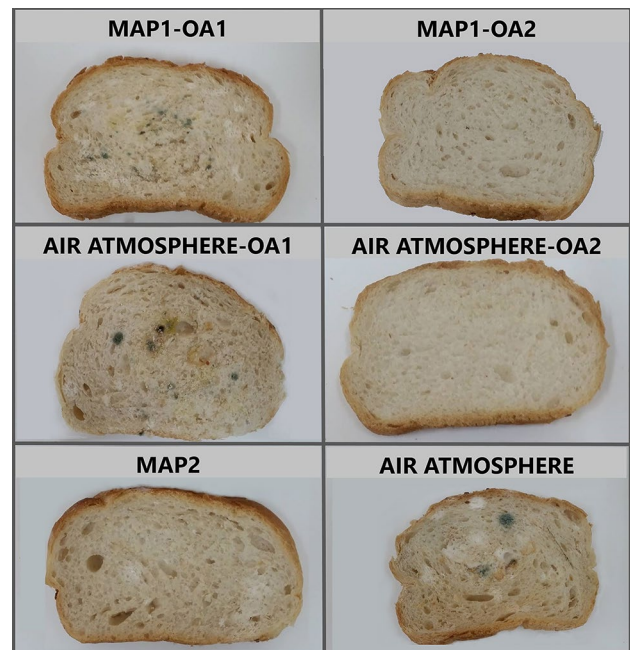 MAP1-OA1
MAP1-OA2
AIR ATMOSPHERE-OA1
AIR ATMOSPHERE-OA2
MAP2
AIR ATMOSPHERE